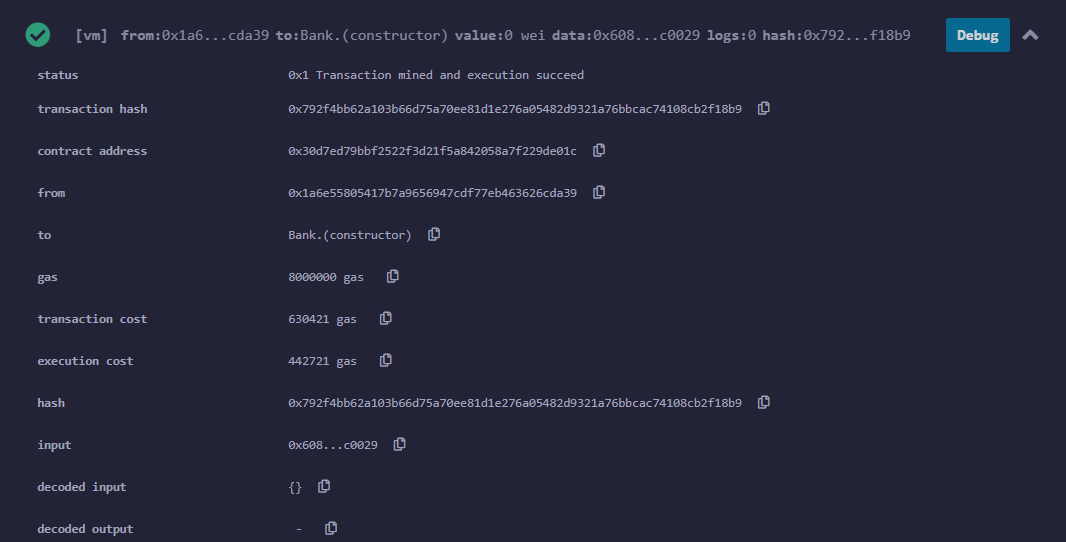 [vm] from:0x1a6...cda39 to:Bank.(constructor) value:0 wei data:0x608...c0029 logs:0 hash:0x792...f18b9 Debug
status 0x1 Transaction mined and execution succeed
transaction hash 0x792f4bb62a103b66d75a70ee81d1e276a05482d9321a76bbcac74108cb2f18b9
contract address 0x30d7ed79bbf2522f3d21f5a842058a7f229de01c
from 0x1a6e55805417b7a9656947cdf77eb463626cda39
to Bank.(constructor)
gas 8000000 gas
transaction cost 630421 gas
execution cost 442721 gas
hash 0x792f4bb62a103b66d75a70ee81d1e276a05482d9321a76bbcac74108cb2f18b9
input 0x608...c0029
decoded input {}
decoded output -